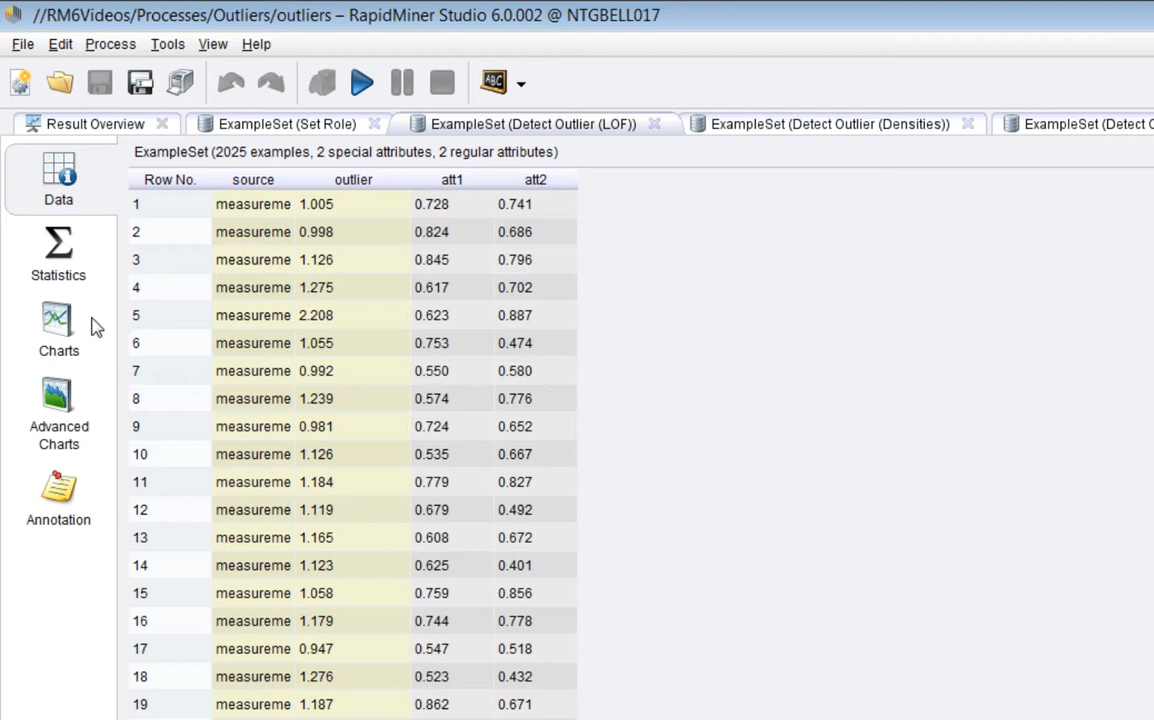 //RM6Videos/Processes/Outliers/outliers – RapidMiner Studio 6.0.002 @ NTGBELL017
File Edit Process Tools View Help
ABC
Result Overview ExampleSet (Set Role) ExampleSet (Detect Outlier (LOF)) ExampleSet (Detect Outlier (Densities)) ExampleSet (Detect O
ExampleSet (2025 examples, 2 special attributes, 2 regular attributes)
Data
Statistics
Charts
Advanced
Charts
Annotation
Row No. source outlier att1 att2
1 measureme 1.005 0.728 0.741
2 measureme 0.998 0.824 0.686
3 measureme 1.126 0.845 0.796
4 measureme 1.275 0.617 0.702
5 measureme 2.208 0.623 0.887
6 measureme 1.055 0.753 0.474
7 measureme 0.992 0.550 0.580
8 measureme 1.239 0.574 0.776
9 measureme 0.981 0.724 0.652
10 measureme 1.126 0.535 0.667
11 measureme 1.184 0.779 0.827
12 measureme 1.119 0.679 0.492
13 measureme 1.165 0.608 0.672
14 measureme 1.123 0.625 0.401
15 measureme 1.058 0.759 0.856
16 measureme 1.179 0.744 0.778
17 measureme 0.947 0.547 0.518
18 measureme 1.276 0.523 0.432
19 measureme 1.187 0.862 0.671